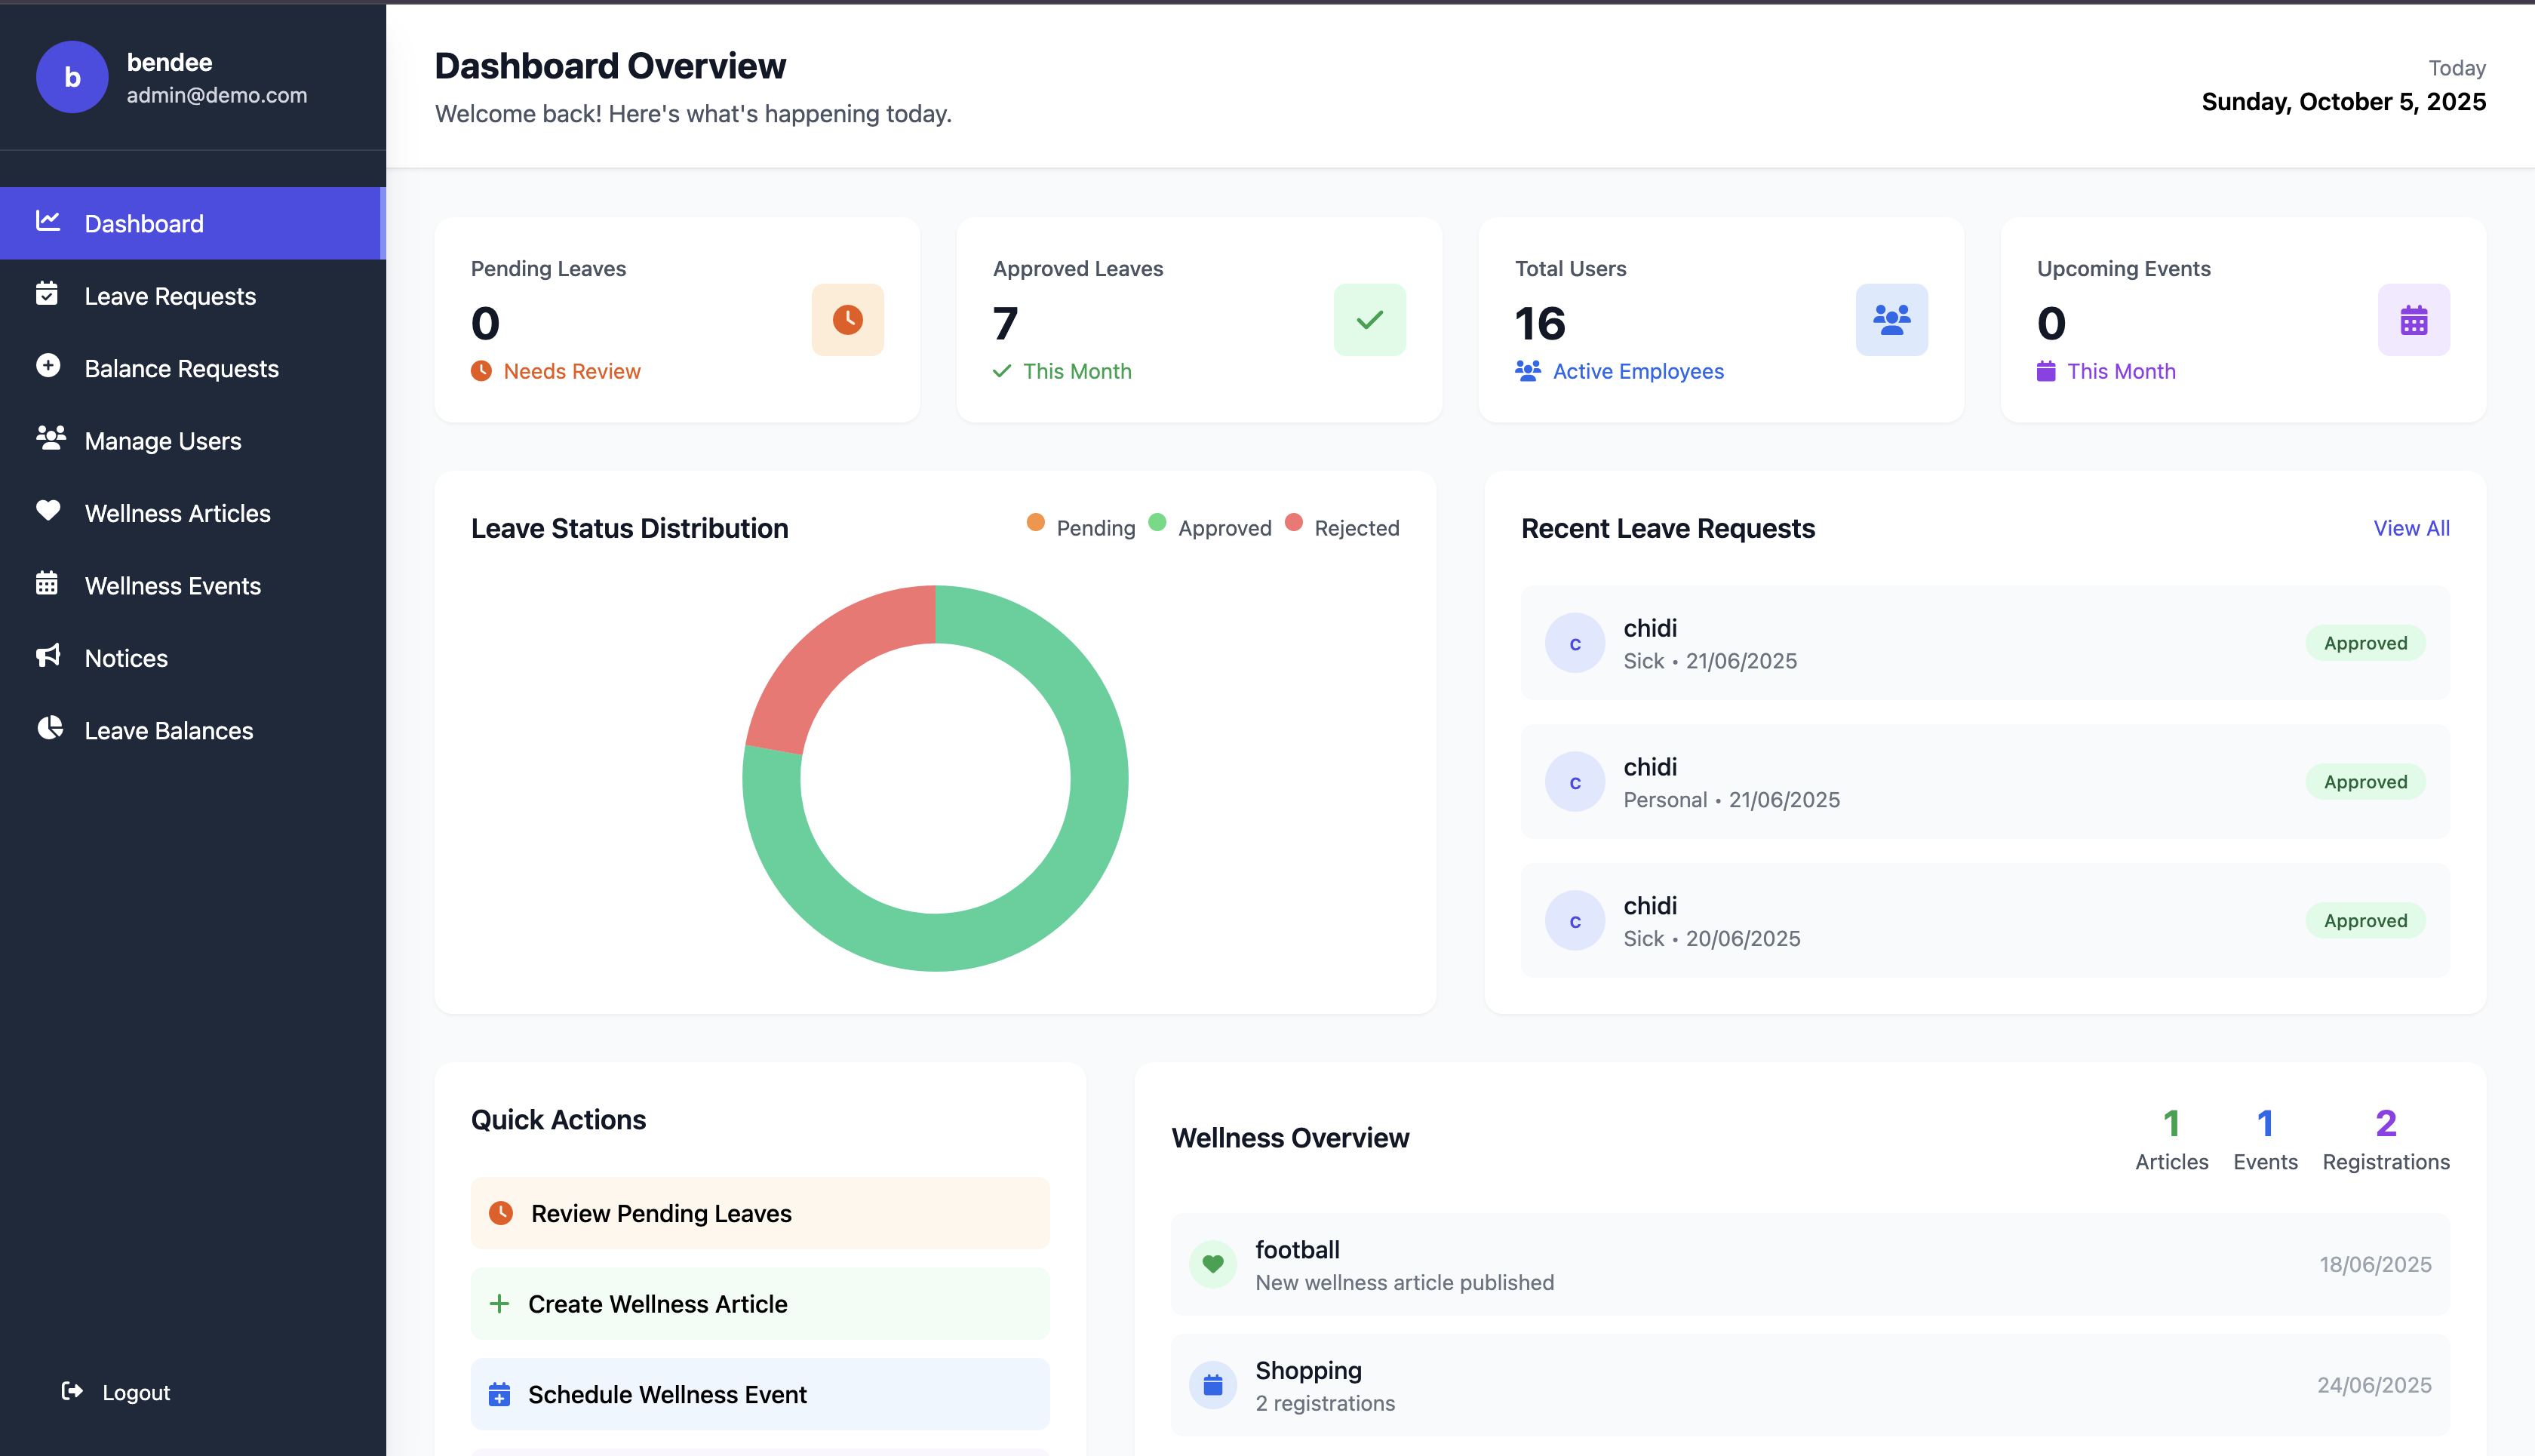 b
bendee
admin@demo.com
Dashboard
Leave Requests
Balance Requests
Manage Users
Wellness Articles
Wellness Events
Notices
Leave Balances
Logout
Dashboard Overview
Welcome back! Here's what's happening today.
Today
Sunday, October 5, 2025
Pending Leaves
0
Needs Review
Approved Leaves
7
This Month
Total Users
16
Active Employees
Upcoming Events
0
This Month
Leave Status Distribution
Pending Approved Rejected
Recent Leave Requests
View All
c
chidi
Sick • 21/06/2025
Approved
c
chidi
Personal • 21/06/2025
Approved
c
chidi
Sick • 20/06/2025
Approved
Quick Actions
Review Pending Leaves
Create Wellness Article
Schedule Wellness Event
Wellness Overview
1
Articles
1
Events
2
Registrations
football
New wellness article published
18/06/2025
Shopping
2 registrations
24/06/2025